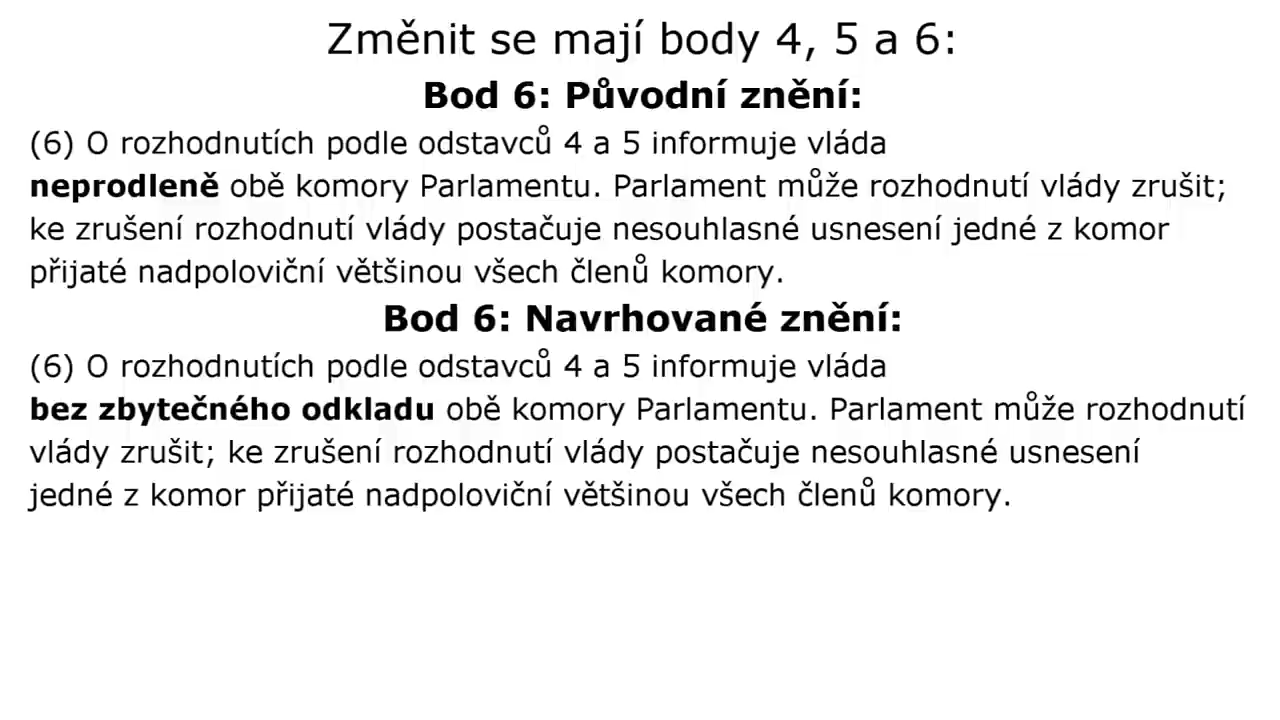 Změnit se mají body 4, 5 a 6:
Bod 6: Původní znění:
(6) O rozhodnutích podle odstavců 4 a 5 informuje vláda
neprodleně obě komory Parlamentu. Parlament může rozhodnutí vlády zrušit;
ke zrušení rozhodnutí vlády postačuje nesouhlasné usnesení jedné z komor
přijaté nadpoloviční většinou všech členů komory.
Bod 6: Navrhované znění:
(6) O rozhodnutích podle odstavců 4 a 5 informuje vláda
bez zbytečného odkladu obě komory Parlamentu. Parlament může rozhodnutí
vlády zrušit; ke zrušení rozhodnutí vlády postačuje nesouhlasné usnesení
jedné z komor přijaté nadpoloviční většinou všech členů komory.